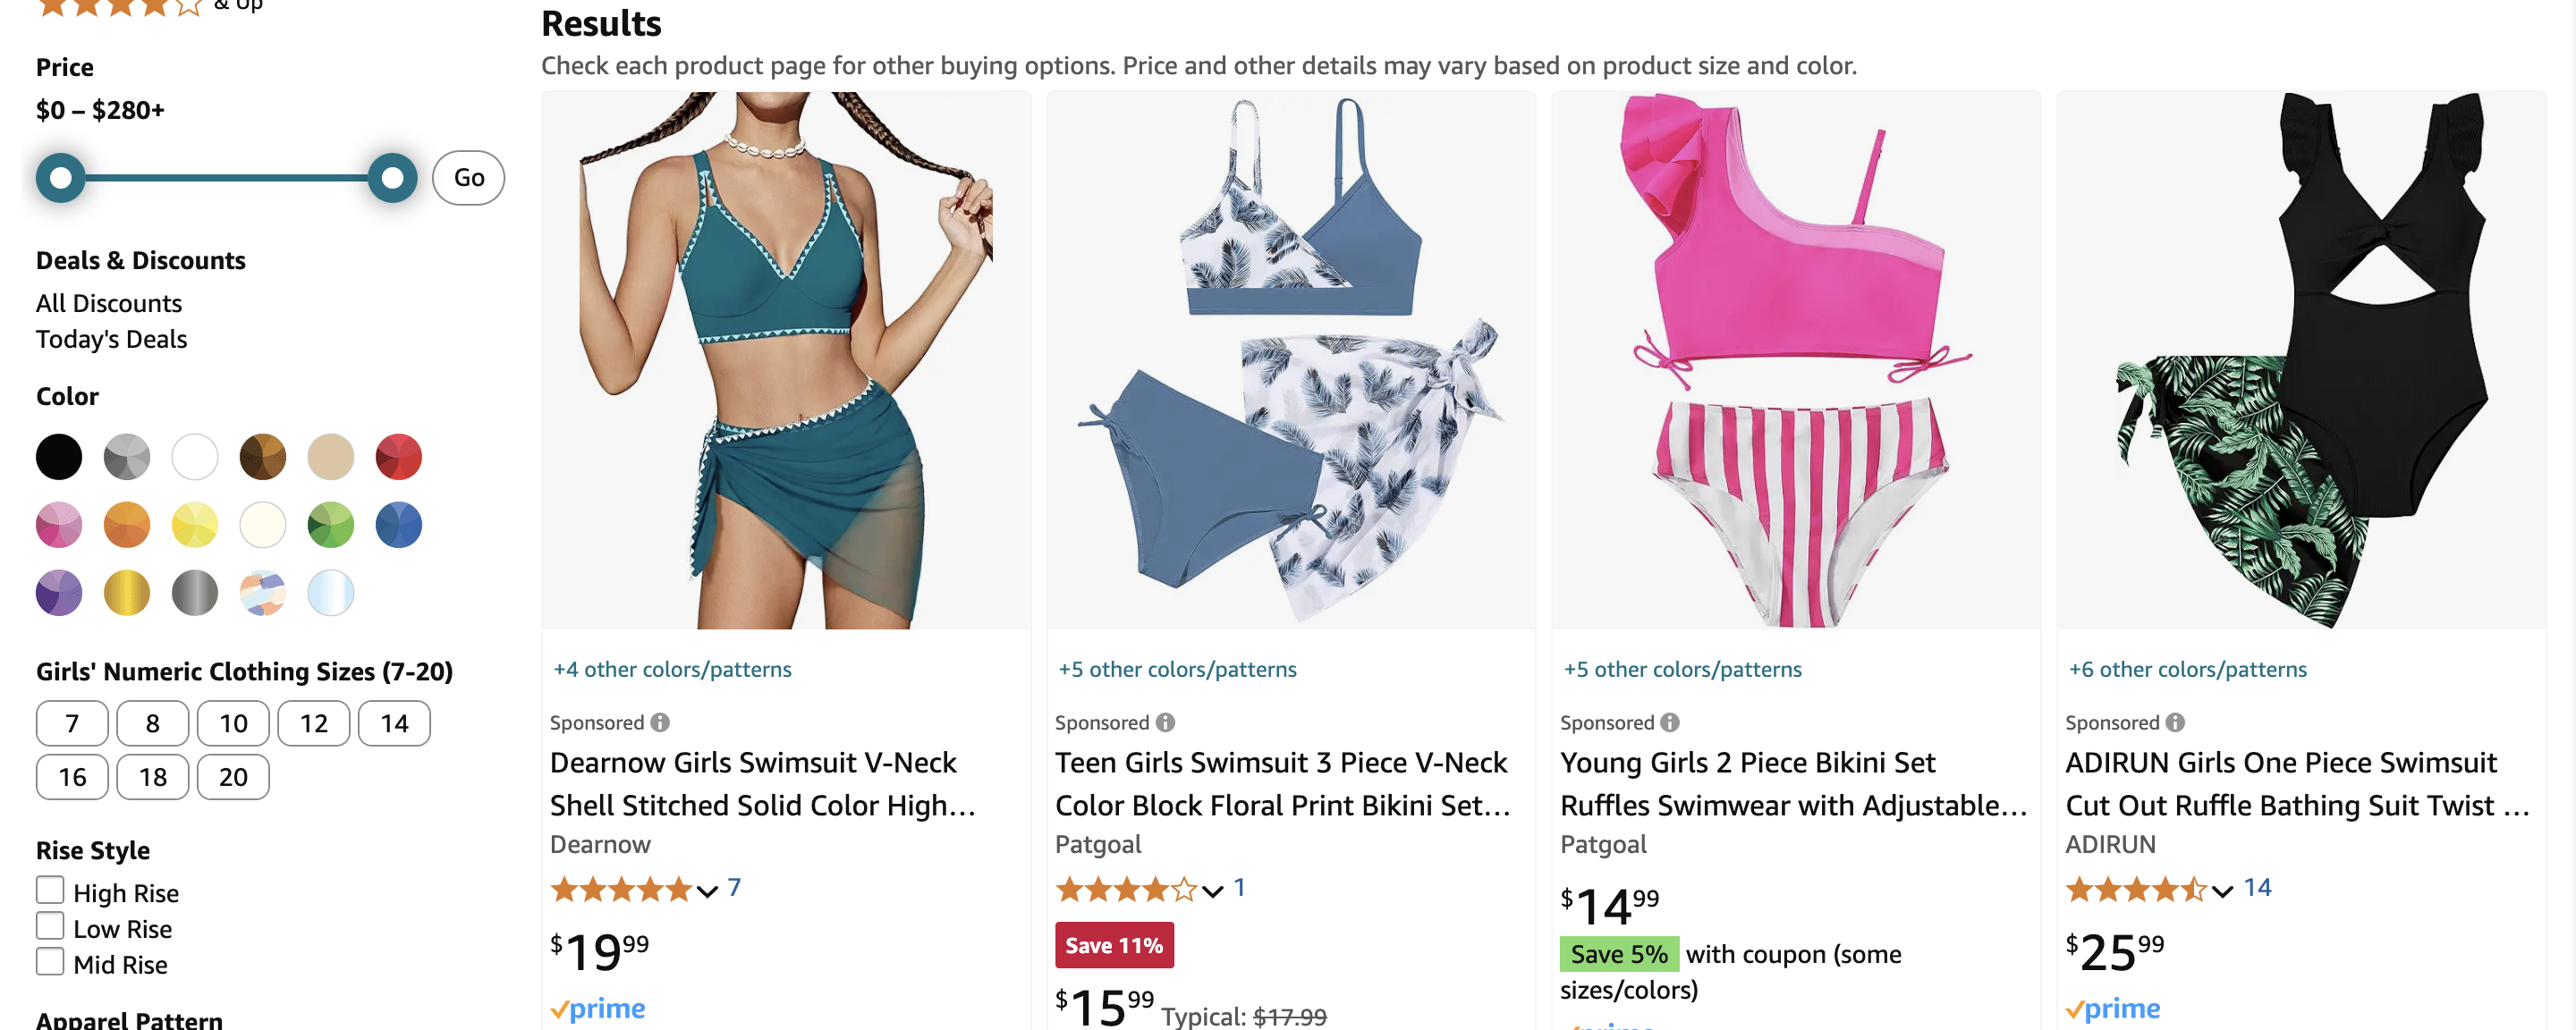 & Up
Price
$0 – $280+
Go
Deals & Discounts
All Discounts
Today's Deals
Color
Girls' Numeric Clothing Sizes (7-20)
7 8 10 12 14
16 18 20
Rise Style
High Rise
Low Rise
Mid Rise
Apparel Pattern
Results
Check each product page for other buying options. Price and other details may vary based on product size and color.
+4 other colors/patterns
Sponsored
Dearnow Girls Swimsuit V-Neck
Shell Stitched Solid Color High…
Dearnow
7
$19.99
prime
+5 other colors/patterns
Sponsored
Teen Girls Swimsuit 3 Piece V-Neck
Color Block Floral Print Bikini Set…
Patgoal
1
Save 11%
$15.99 Typical: $17.99
+5 other colors/patterns
Sponsored
Young Girls 2 Piece Bikini Set
Ruffles Swimwear with Adjustable…
Patgoal
$14.99
Save 5% with coupon (some
sizes/colors)
prime
+6 other colors/patterns
Sponsored
ADIRUN Girls One Piece Swimsuit
Cut Out Ruffle Bathing Suit Twist …
ADIRUN
14
$25.99
prime